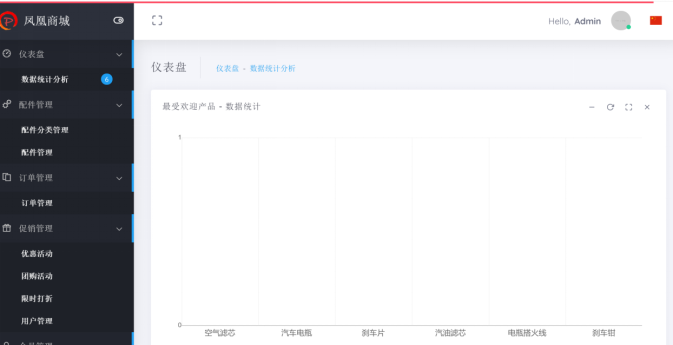 凤凰商城
Hello, Admin
仪表盘
数据统计分析 6
配件管理
配件分类管理
配件管理
订单管理
订单管理
促销管理
优惠活动
团购活动
限时打折
用户管理
仪表盘
仪表盘 - 数据统计分析
最受欢迎产品 - 数据统计
1
0
空气滤芯 汽车电瓶 刹车片 汽油滤芯 电瓶搭火线 刹车钳